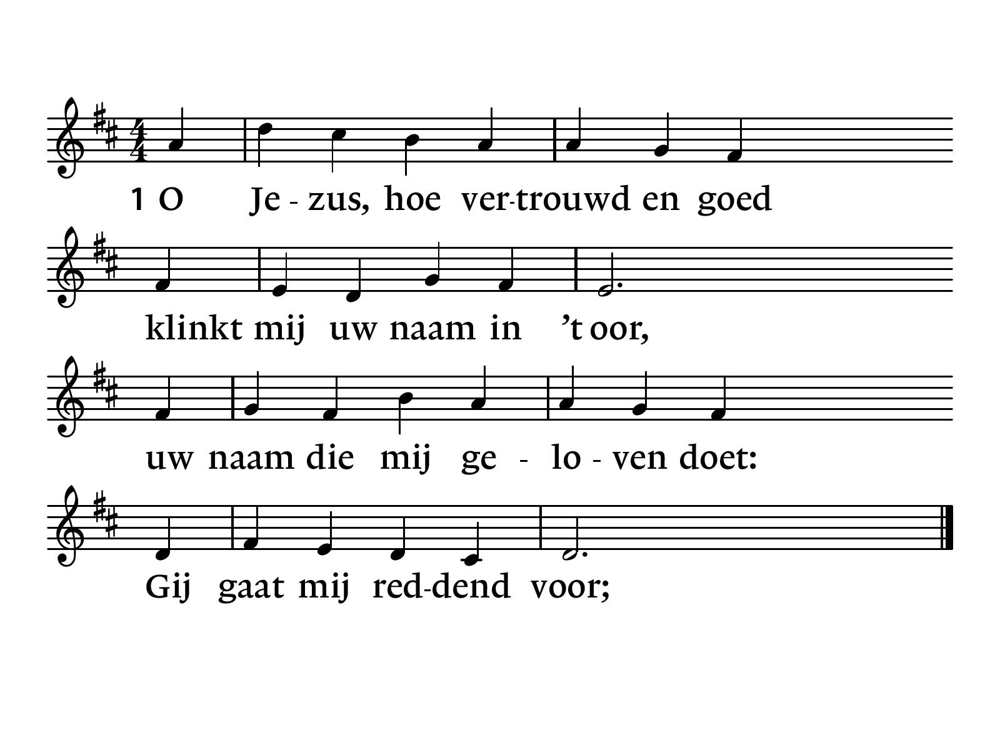 1 O Je - zus, hoe ver-trouwd en goed
klinkt mij uw naam in ’t oor,
uw naam die mij ge - lo - ven doet:
Gij gaat mij red-dend voor;